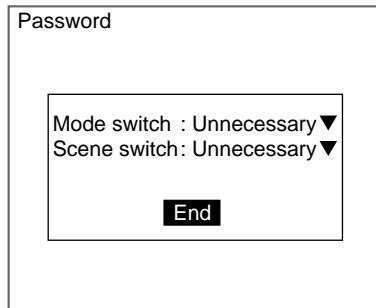 Password
Mode switch : Unnecessary▼
Scene switch : Unnecessary▼
End